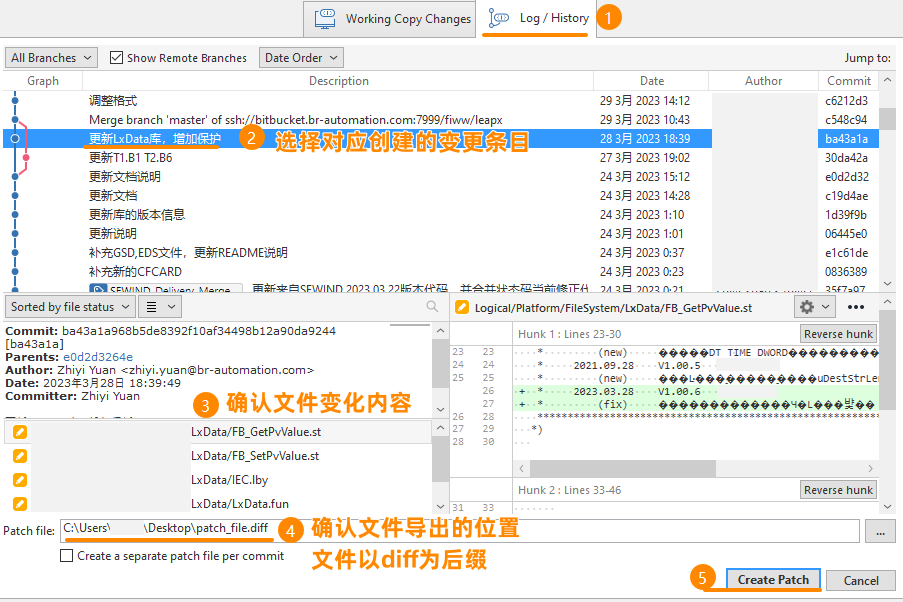 Working Copy Changes
Log / History
1
All Branches
Show Remote Branches
Date Order
Jump to:
Graph Description Date Author Commit
调整格式 29 3月 2023 14:12 c6212d3
Merge branch 'master' of ssh://bitbucket.br-automation.com:7999/fiww/leapx 29 3月 2023 10:43 c548c94
更新LxData库，增加保护 28 3月 2023 18:39 ba43a1a
2 选择对应创建的变更条目
更新T1.B1 T2.B6 27 3月 2023 19:02 30da42a
更新文档说明 24 3月 2023 15:12 e0d2d32
更新文档 24 3月 2023 14:28 c19d4ae
更新库的版本信息 24 3月 2023 1:10 1d39f9b
更新说明 24 3月 2023 1:01 06445e0
补充GSD,EDS文件，更新README说明 24 3月 2023 0:37 e1c61de
补充新的CFCARD 24 3月 2023 0:23 0836389
SEWIND_Delivery_Merge 更新来自SEWIND 2023.03.22版本代码，并合并状态码当前修正代 24 3月 2023 0:21 35f7a97
Sorted by file status
Commit: ba43a1a968b5de8392f10af34498b12a90da9244
[ba43a1a]
Parents: e0d2d3264e
Author: Zhiyi Yuan <zhiyi.yuan@br-automation.com>
Date: 2023年3月28日 18:39:49
Committer: Zhiyi Yuan
3 确认文件变化内容
LxData/FB_GetPvValue.st
LxData/FB_SetPvValue.st
LxData/IEC.lby
LxData/LxData.fun
Logical/Platform/FileSystem/LxData/FB_GetPvValue.st
Hunk 1 : Lines 23-30
Reverse hunk
23 23 * (new) �����DT TIME DWORD���������
24 24 * 2021.09.28 V1.00.5
25 25 * (new)
uDestStrLen
26 + * 2023.03.28 V1.00.6
27 + * (fix)
26 28
27 29 *)
28 30
Hunk 2 : Lines 33-46
Reverse hunk
31 33
Patch file:
C:\Users\ \Desktop\patch_file.diff
...
4 确认文件导出的位置
文件以diff为后缀
Create a separate patch file per commit
5
Create Patch
Cancel